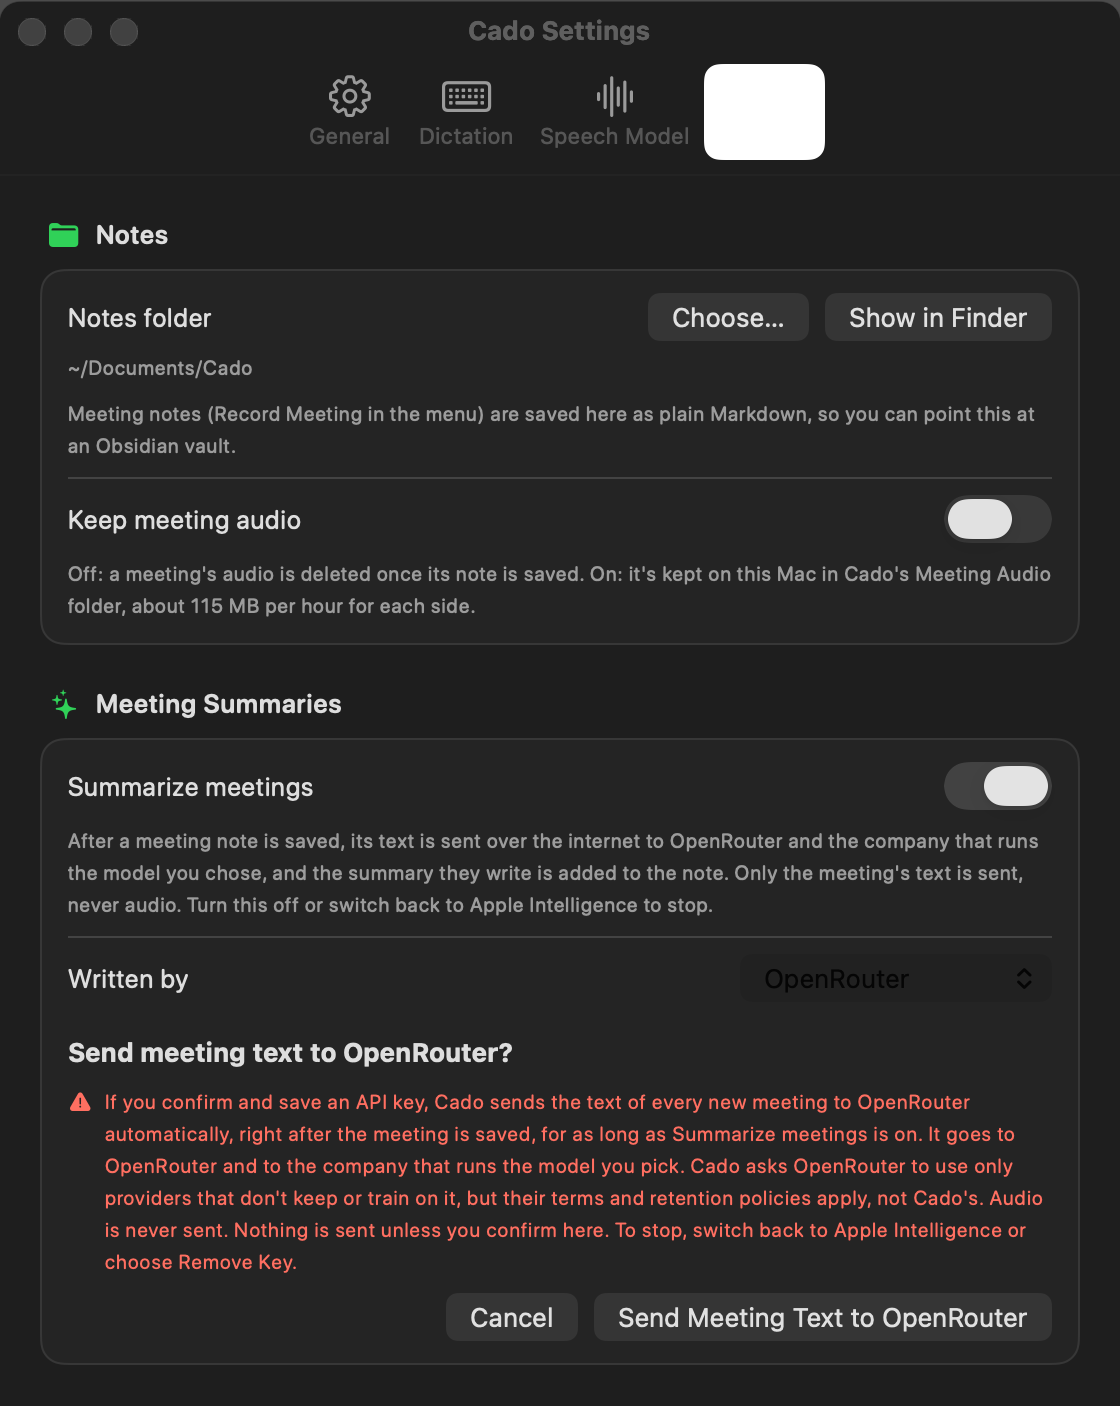 Cado Settings
General
Dictation
Speech Model
Notes
Notes folder
Choose...
Show in Finder
~/Documents/Cado
Meeting notes (Record Meeting in the menu) are saved here as plain Markdown, so you can point this at
an Obsidian vault.
Keep meeting audio
Off: a meeting's audio is deleted once its note is saved. On: it's kept on this Mac in Cado's Meeting Audio
folder, about 115 MB per hour for each side.
Meeting Summaries
Summarize meetings
After a meeting note is saved, its text is sent over the internet to OpenRouter and the company that runs
the model you chose, and the summary they write is added to the note. Only the meeting's text is sent,
never audio. Turn this off or switch back to Apple Intelligence to stop.
Written by
OpenRouter
Send meeting text to OpenRouter?
If you confirm and save an API key, Cado sends the text of every new meeting to OpenRouter
automatically, right after the meeting is saved, for as long as Summarize meetings is on. It goes to
OpenRouter and to the company that runs the model you pick. Cado asks OpenRouter to use only
providers that don't keep or train on it, but their terms and retention policies apply, not Cado's. Audio
is never sent. Nothing is sent unless you confirm here. To stop, switch back to Apple Intelligence or
choose Remove Key.
Cancel
Send Meeting Text to OpenRouter